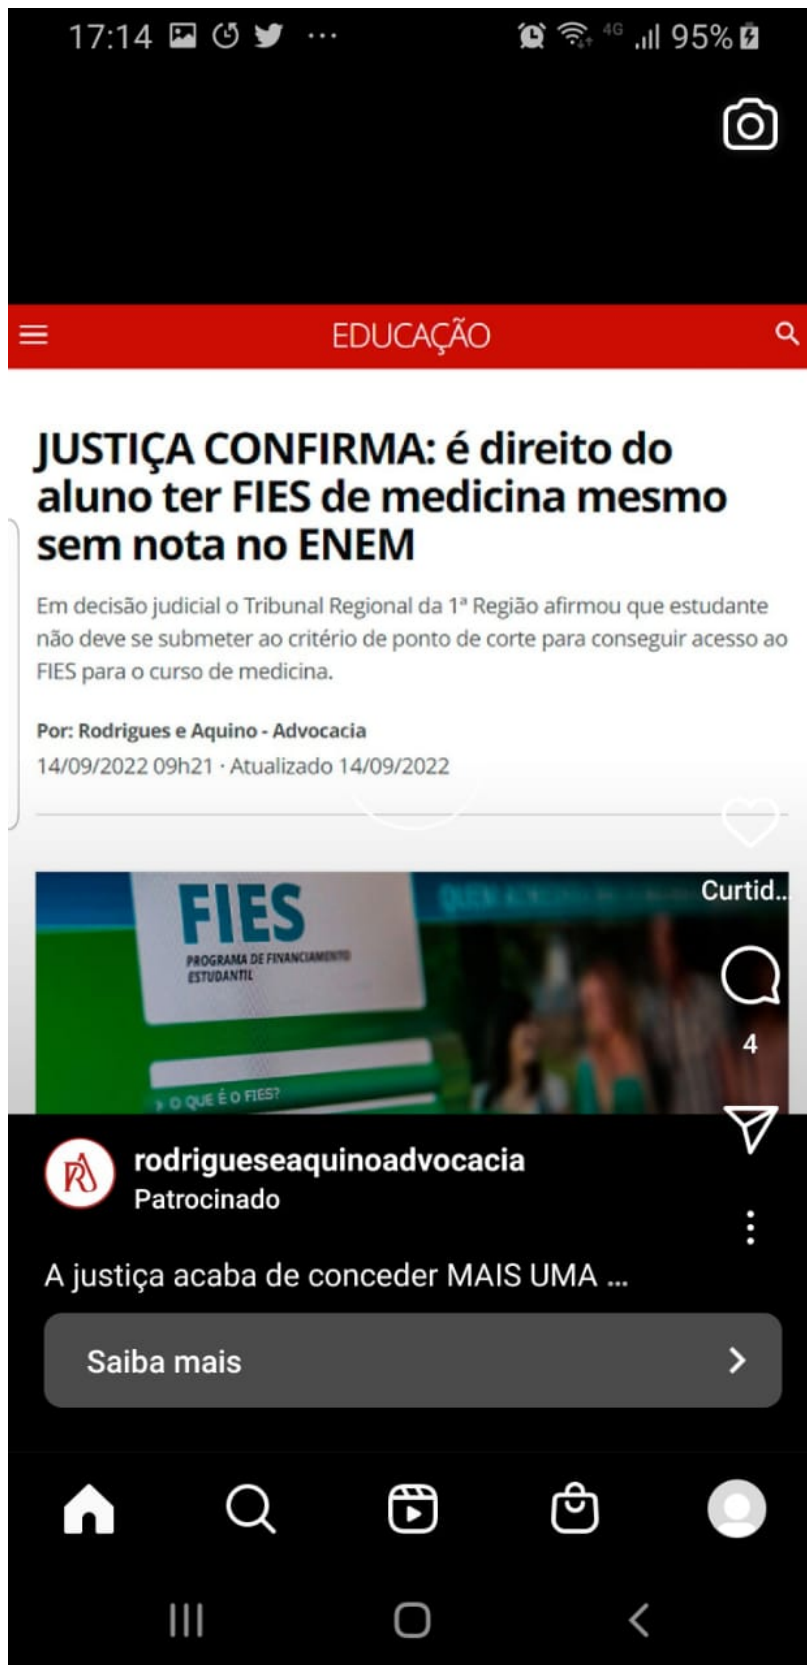 17:14
4G
95%
EDUCAÇÃO
JUSTIÇA CONFIRMA: é direito do
aluno ter FIES de medicina mesmo
sem nota no ENEM
Em decisão judicial o Tribunal Regional da 1ª Região afirmou que estudante
não deve se submeter ao critério de ponto de corte para conseguir acesso ao
FIES para o curso de medicina.
Por: Rodrigues e Aquino - Advocacia
14/09/2022 09h21 · Atualizado 14/09/2022
FIES
PROGRAMA DE FINANCIAMENTO
ESTUDANTIL
Curtid...
4
> O QUE É O FIES?
rodrigueseaquinoadvocacia
Patrocinado
A justiça acaba de conceder MAIS UMA ...
Saiba mais